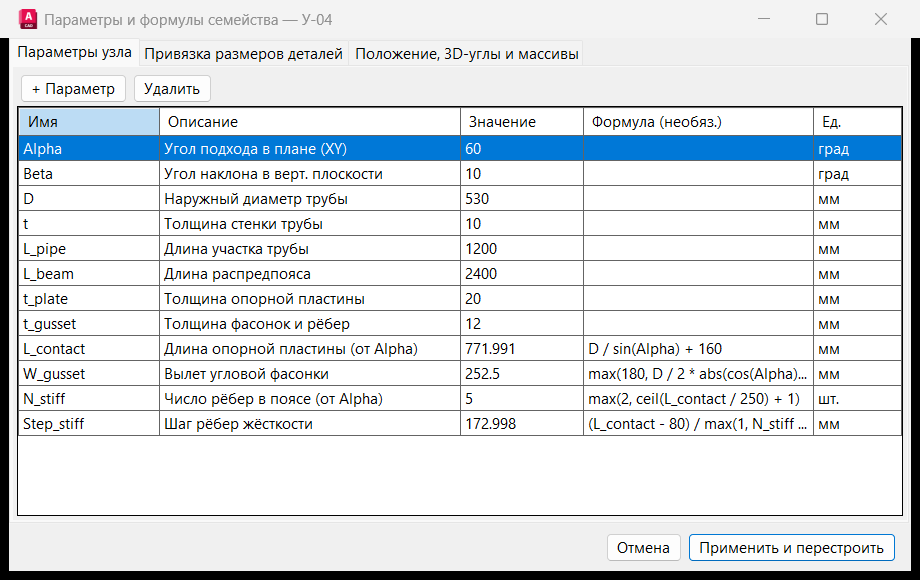 A CAD Параметры и формулы семейства — У-04
Параметры узла Привязка размеров деталей Положение, 3D-углы и массивы
+ Параметр Удалить
Имя Описание Значение Формула (необяз.) Ед.
Alpha Угол подхода в плане (XY) 60 град
Beta Угол наклона в верт. плоскости 10 град
D Наружный диаметр трубы 530 мм
t Толщина стенки трубы 10 мм
L_pipe Длина участка трубы 1200 мм
L_beam Длина распредпояса 2400 мм
t_plate Толщина опорной пластины 20 мм
t_gusset Толщина фасонок и рёбер 12 мм
L_contact Длина опорной пластины (от Alpha) 771.991 D / sin(Alpha) + 160 мм
W_gusset Вылет угловой фасонки 252.5 max(180, D / 2 * abs(cos(Alpha)... мм
N_stiff Число рёбер в поясе (от Alpha) 5 max(2, ceil(L_contact / 250) + 1) шт.
Step_stiff Шаг рёбер жёсткости 172.998 (L_contact - 80) / max(1, N_stiff ... мм
Отмена Применить и перестроить